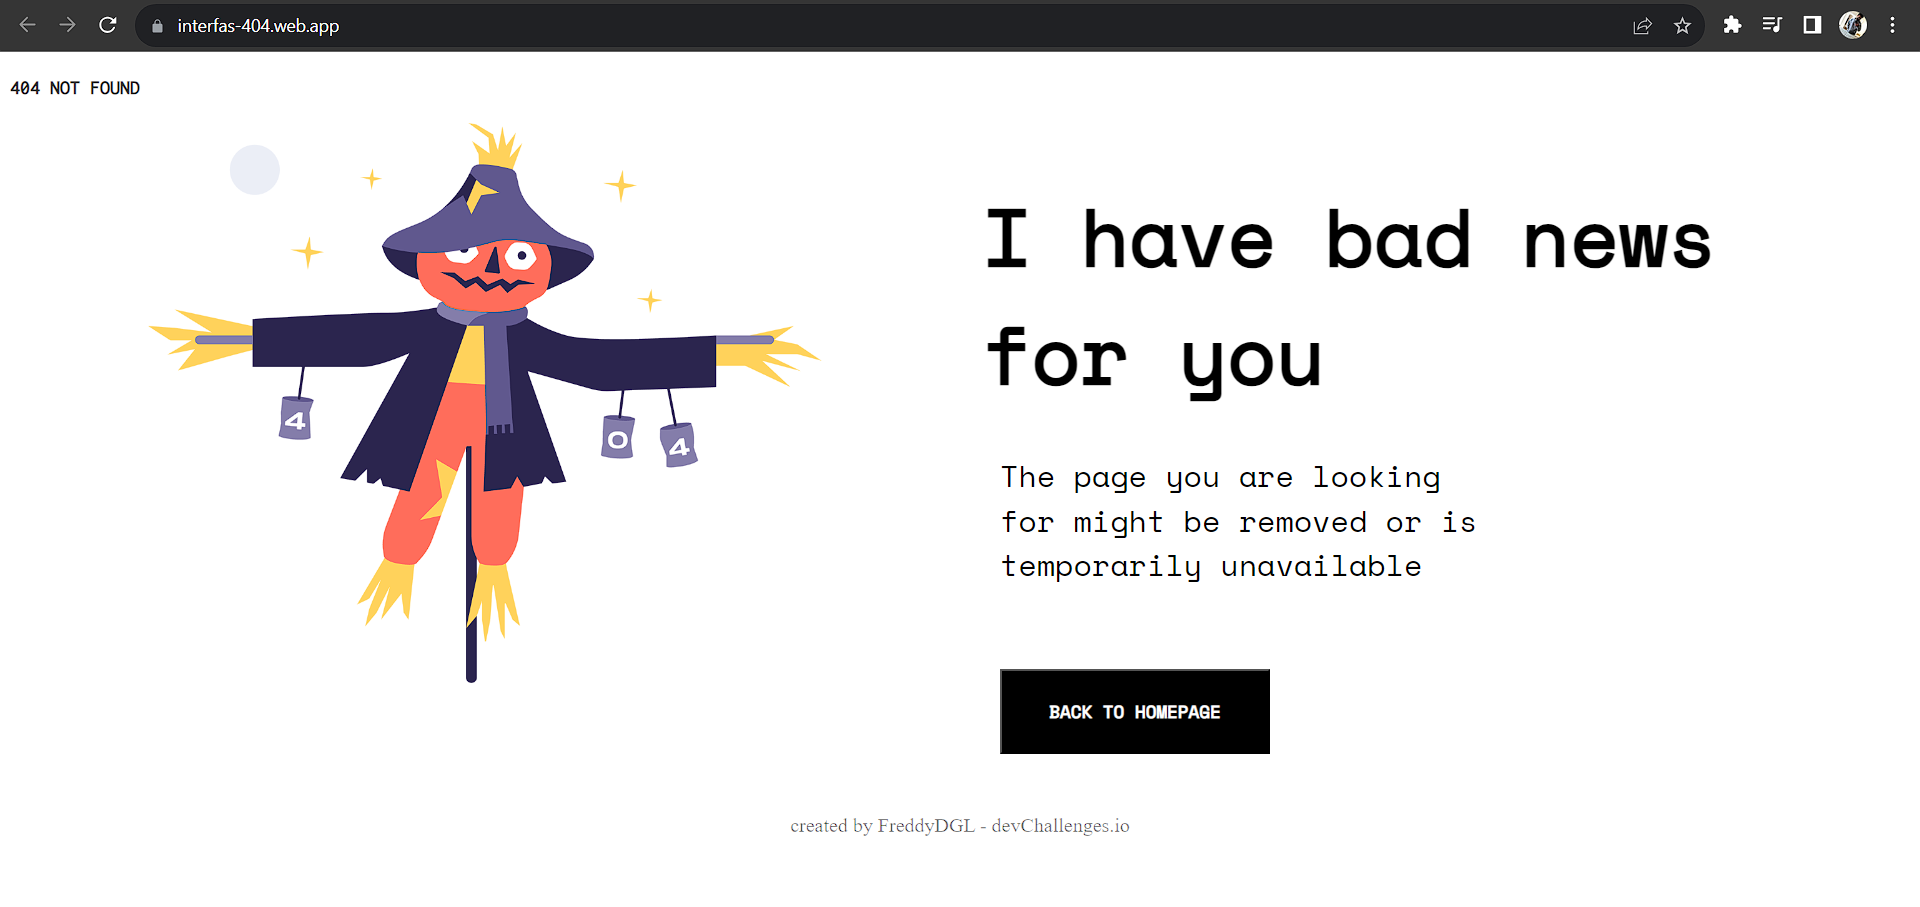 interfas-404.web.app
404 NOT FOUND
4
0
4
I have bad news
for you
The page you are looking
for might be removed or is
temporarily unavailable
BACK TO HOMEPAGE
created by FreddyDGL - devChallenges.io